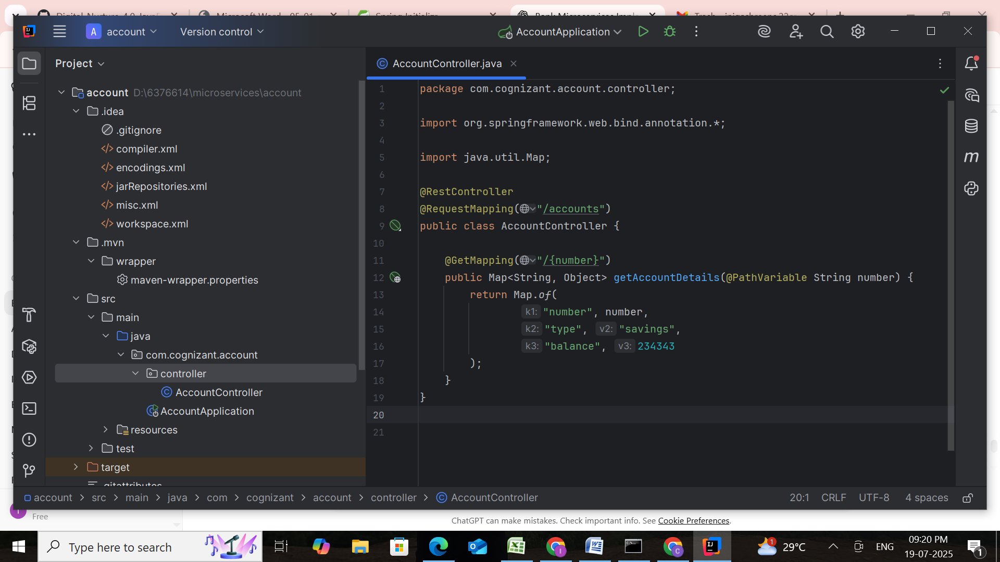 A account Version control AccountApplication
Project
AccountController.java
account D:\6376614\microservices\account
.idea
.gitignore
compiler.xml
encodings.xml
jarRepositories.xml
misc.xml
workspace.xml
.mvn
wrapper
maven-wrapper.properties
src
main
java
com.cognizant.account
controller
AccountController
AccountApplication
resources
test
target
.gitattributes
1 package com.cognizant.account.controller;
2
3 import org.springframework.web.bind.annotation.*;
4
5 import java.util.Map;
6
7 @RestController
8 @RequestMapping("/accounts")
9 public class AccountController {
10
11 @GetMapping("/{number}")
12 public Map<String, Object> getAccountDetails(@PathVariable String number) {
13 return Map.of(
14 k1: "number", number,
15 k2: "type", v2: "savings",
16 k3: "balance", v3: 234343
17 );
18 }
19 }
20
21
account > src > main > java > com > cognizant > account > controller > AccountController
20:1 CRLF UTF-8 4 spaces
Free
ChatGPT can make mistakes. Check important info. See Cookie Preferences.
Type here to search
1 29°C ENG 09:20 PM
19-07-2025
1